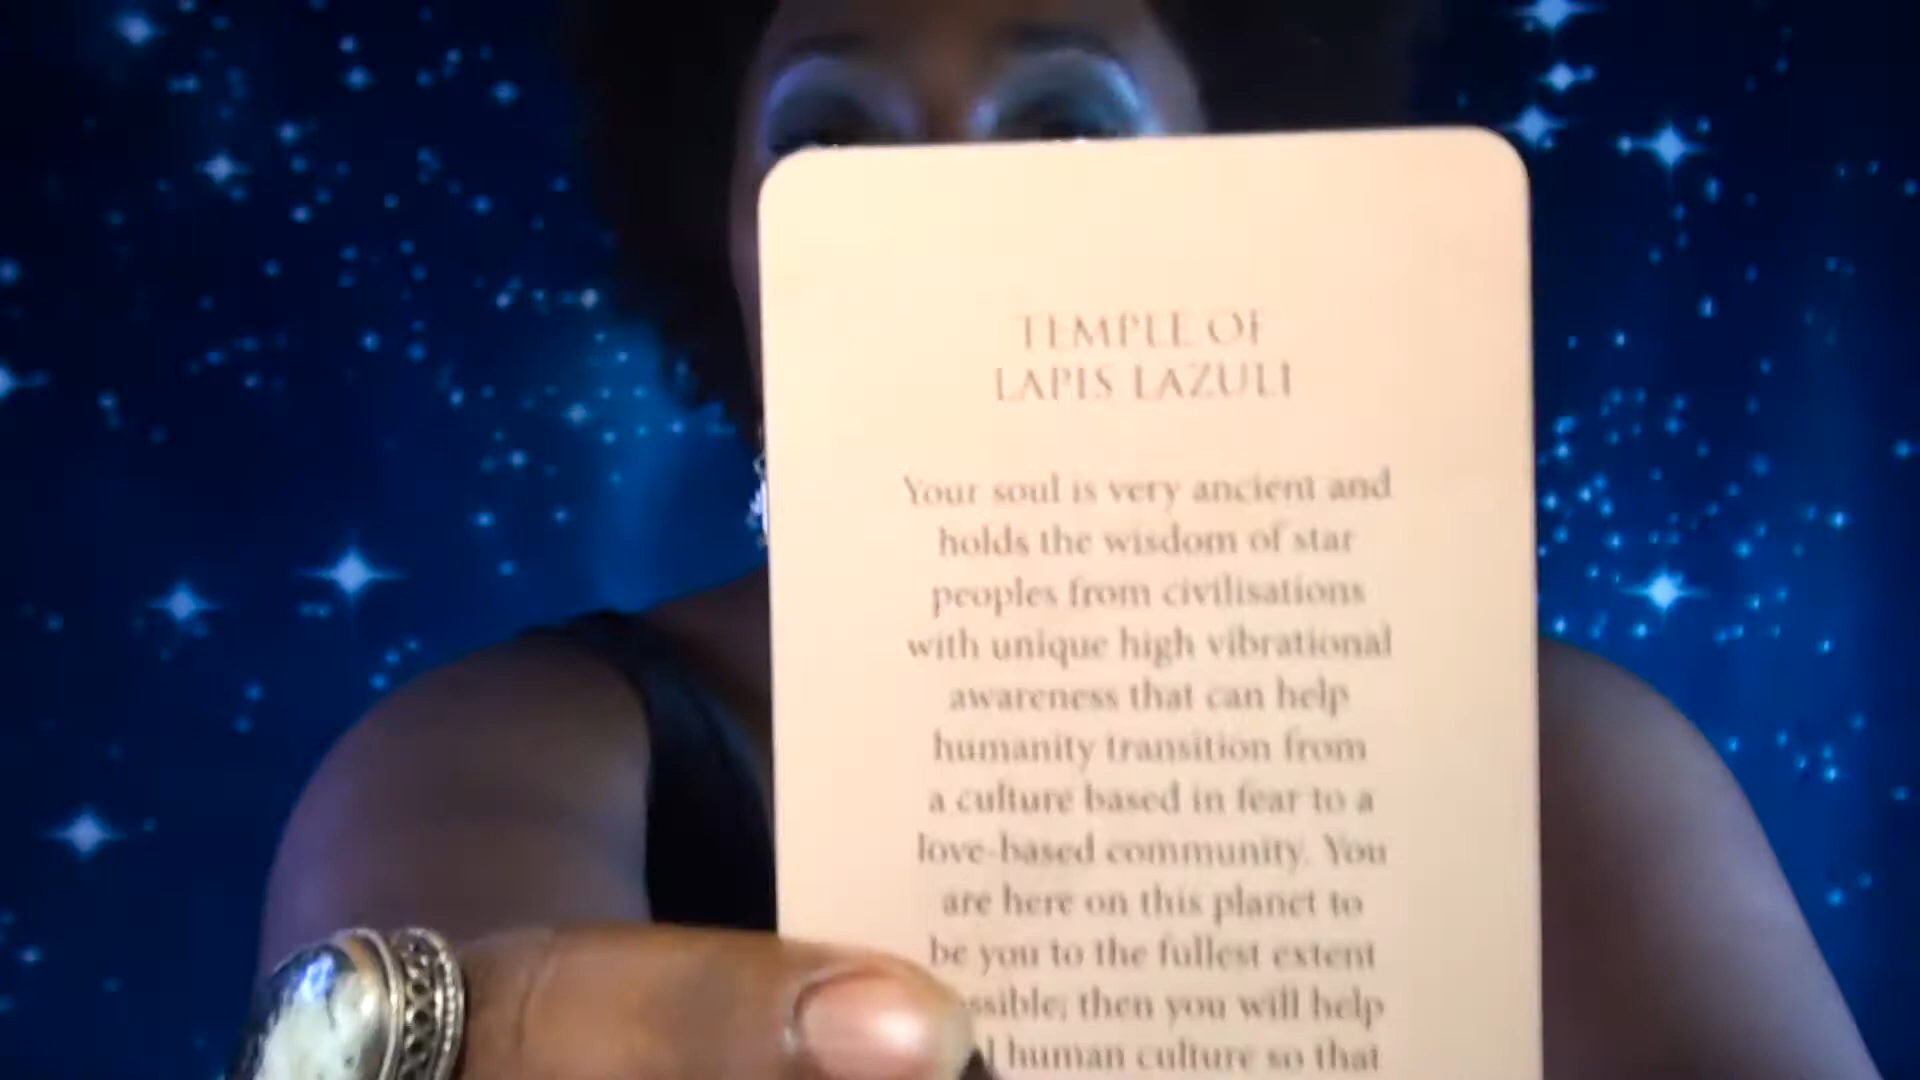 TEMPLE OF
LAPIS LAZULI
Your soul is very ancient and
holds the wisdom of star
peoples from civilisations
with unique high vibrational
awareness that can help
humanity transition from
a culture based in fear to a
love-based community. You
are here on this planet to
be you to the fullest extent
then you will help
human culture so that